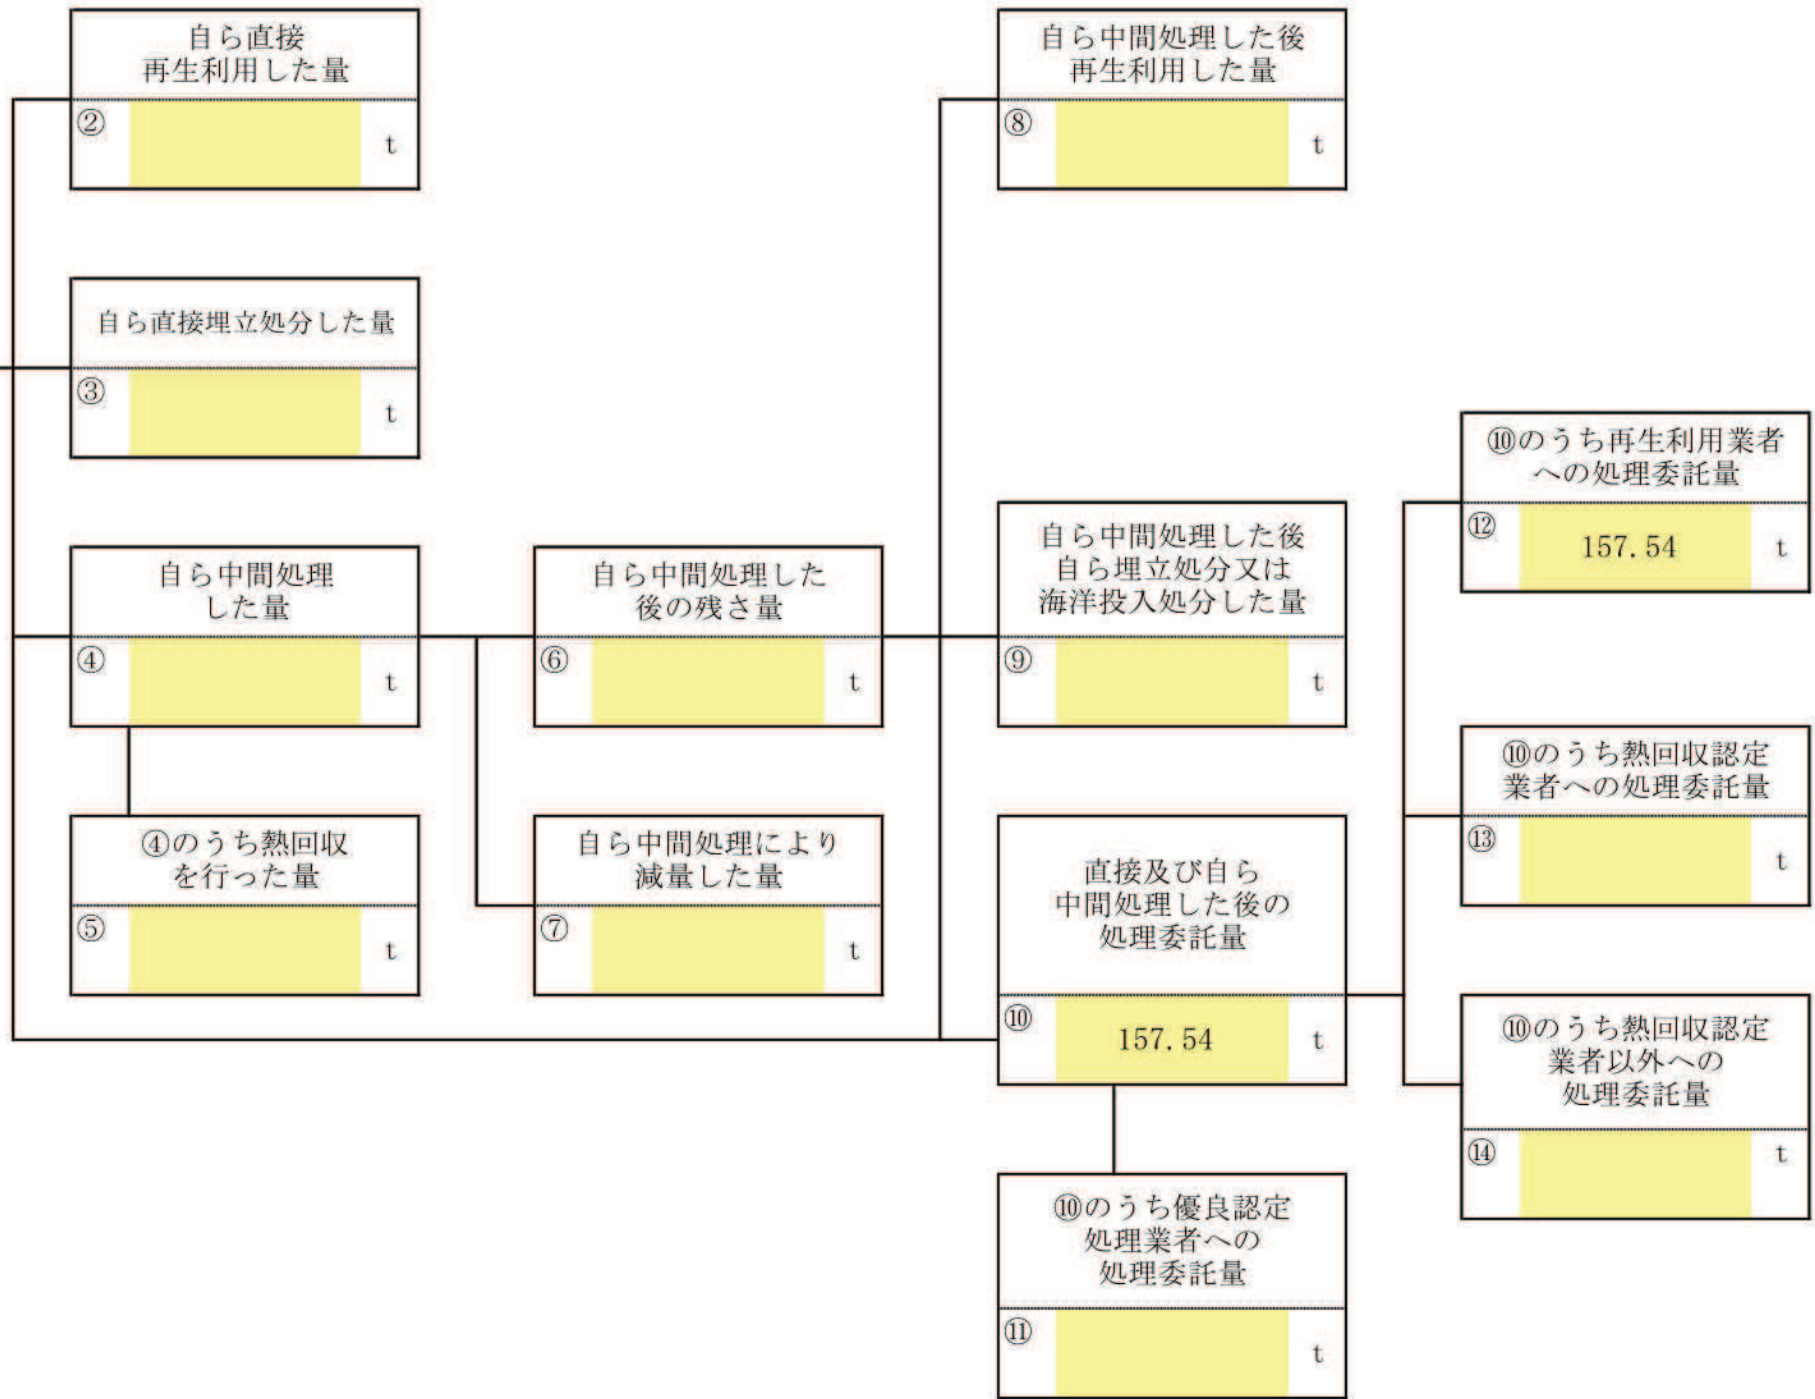 自ら直接
再生利用した量
② t
自ら直接埋立処分した量
③ t
自ら中間処理
した量
④ t
④のうち熱回収
を行った量
⑤ t
自ら中間処理した
後の残さ量
⑥ t
自ら中間処理により
減量した量
⑦ t
自ら中間処理した後
再生利用した量
⑧ t
自ら中間処理した後
自ら埋立処分又は
海洋投入処分した量
⑨ t
直接及び自ら
中間処理した後の
処理委託量
⑩ 157.54 t
⑩のうち優良認定
処理業者への
処理委託量
⑪ t
⑩のうち再生利用業者
への処理委託量
⑫ 157.54 t
⑩のうち熱回収認定
業者への処理委託量
⑬ t
⑩のうち熱回収認定
業者以外への
処理委託量
⑭ t